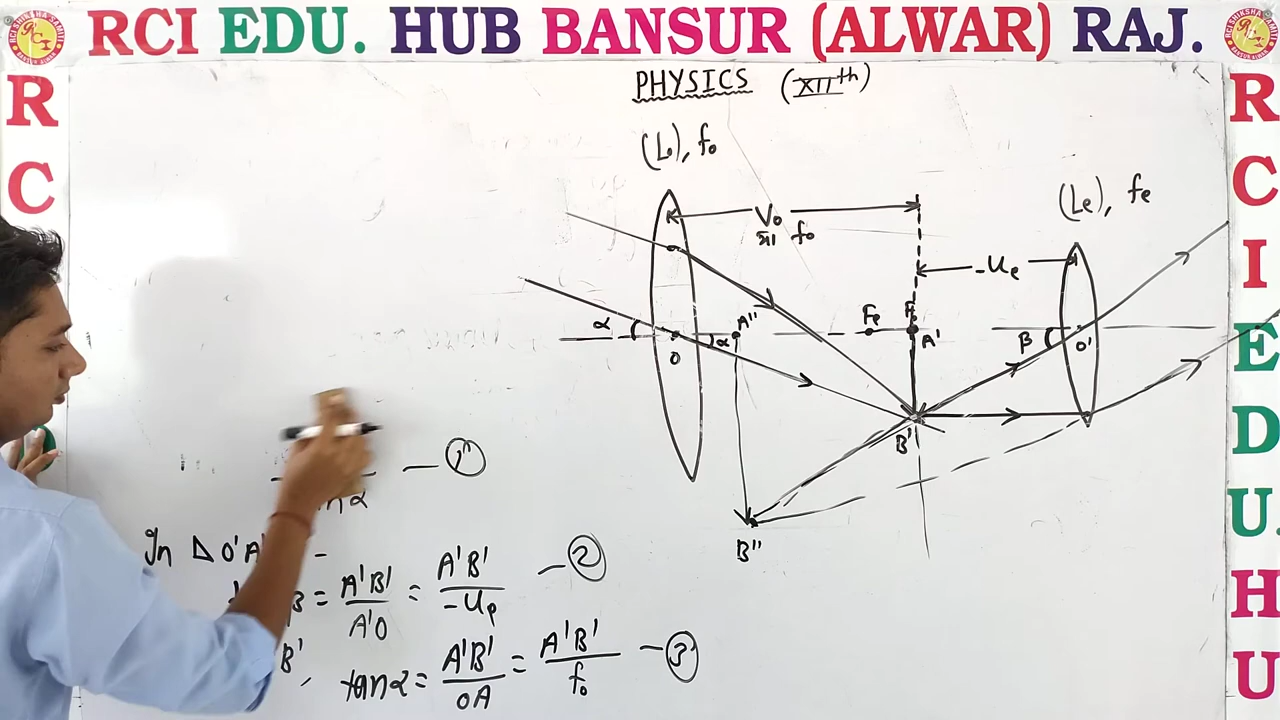 RCI EDU. HUB BANSUR (ALWAR) RAJ.
R
C
R
C
I
E
D
U.
H
U
PHYSICS (XIIth)
(Lo), fo
(Le), fe
Vo
या fo
-Ue
α
O
α
A''
Fe
Fo
A'
β
O'
B'
B''
α — 1
In Δ O'A'
β = A'B' / A'O = A'B' / -Ue — 2
B', tanα = A'B' / OA = A'B' / fo — 3